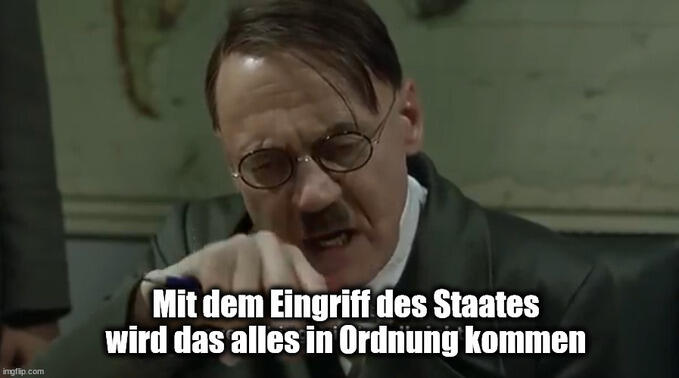 Mit dem Eingriff des Staates
wird das alles in Ordnung kommen
imgflip.com